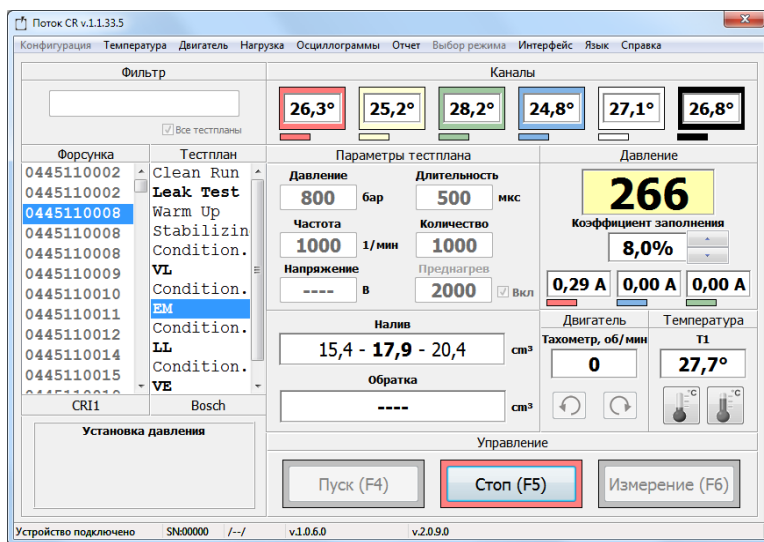 Поток CR v.1.1.33.5
Конфигурация Температура Двигатель Нагрузка Осциллограммы Отчет Выбор режима Интерфейс Язык Справка
Фильтр
Все тестпланы
Каналы
26,3° 25,2° 28,2° 24,8° 27,1° 26,8°
Форсунка Тестплан
0445110002 Clean Run
0445110002 Leak Test
0445110008 Warm Up
0445110008 Stabilizin
0445110008 Condition.
0445110009 VL
0445110010 Condition.
0445110011 EM
0445110012 Condition.
0445110014 LL
0445110015 Condition.
VE
CRI1 Bosch
Установка давления
Параметры тестплана
Давление Длительность
800 бар 500 мкс
Частота Количество
1000 1/мин 1000
Напряжение Преднагрев
---- В 2000 Вкл
Налив
15,4 - 17,9 - 20,4 cm³
Обратка
---- cm³
Давление
266
Коэффициент заполнения
8,0%
0,29 A 0,00 A 0,00 A
Двигатель Температура
Тахометр, об/мин T1
0 27,7°
°C °C
Управление
Пуск (F4) Стоп (F5) Измерение (F6)
Устройство подключено SN:00000 /--/ v.1.0.6.0 v.2.0.9.0